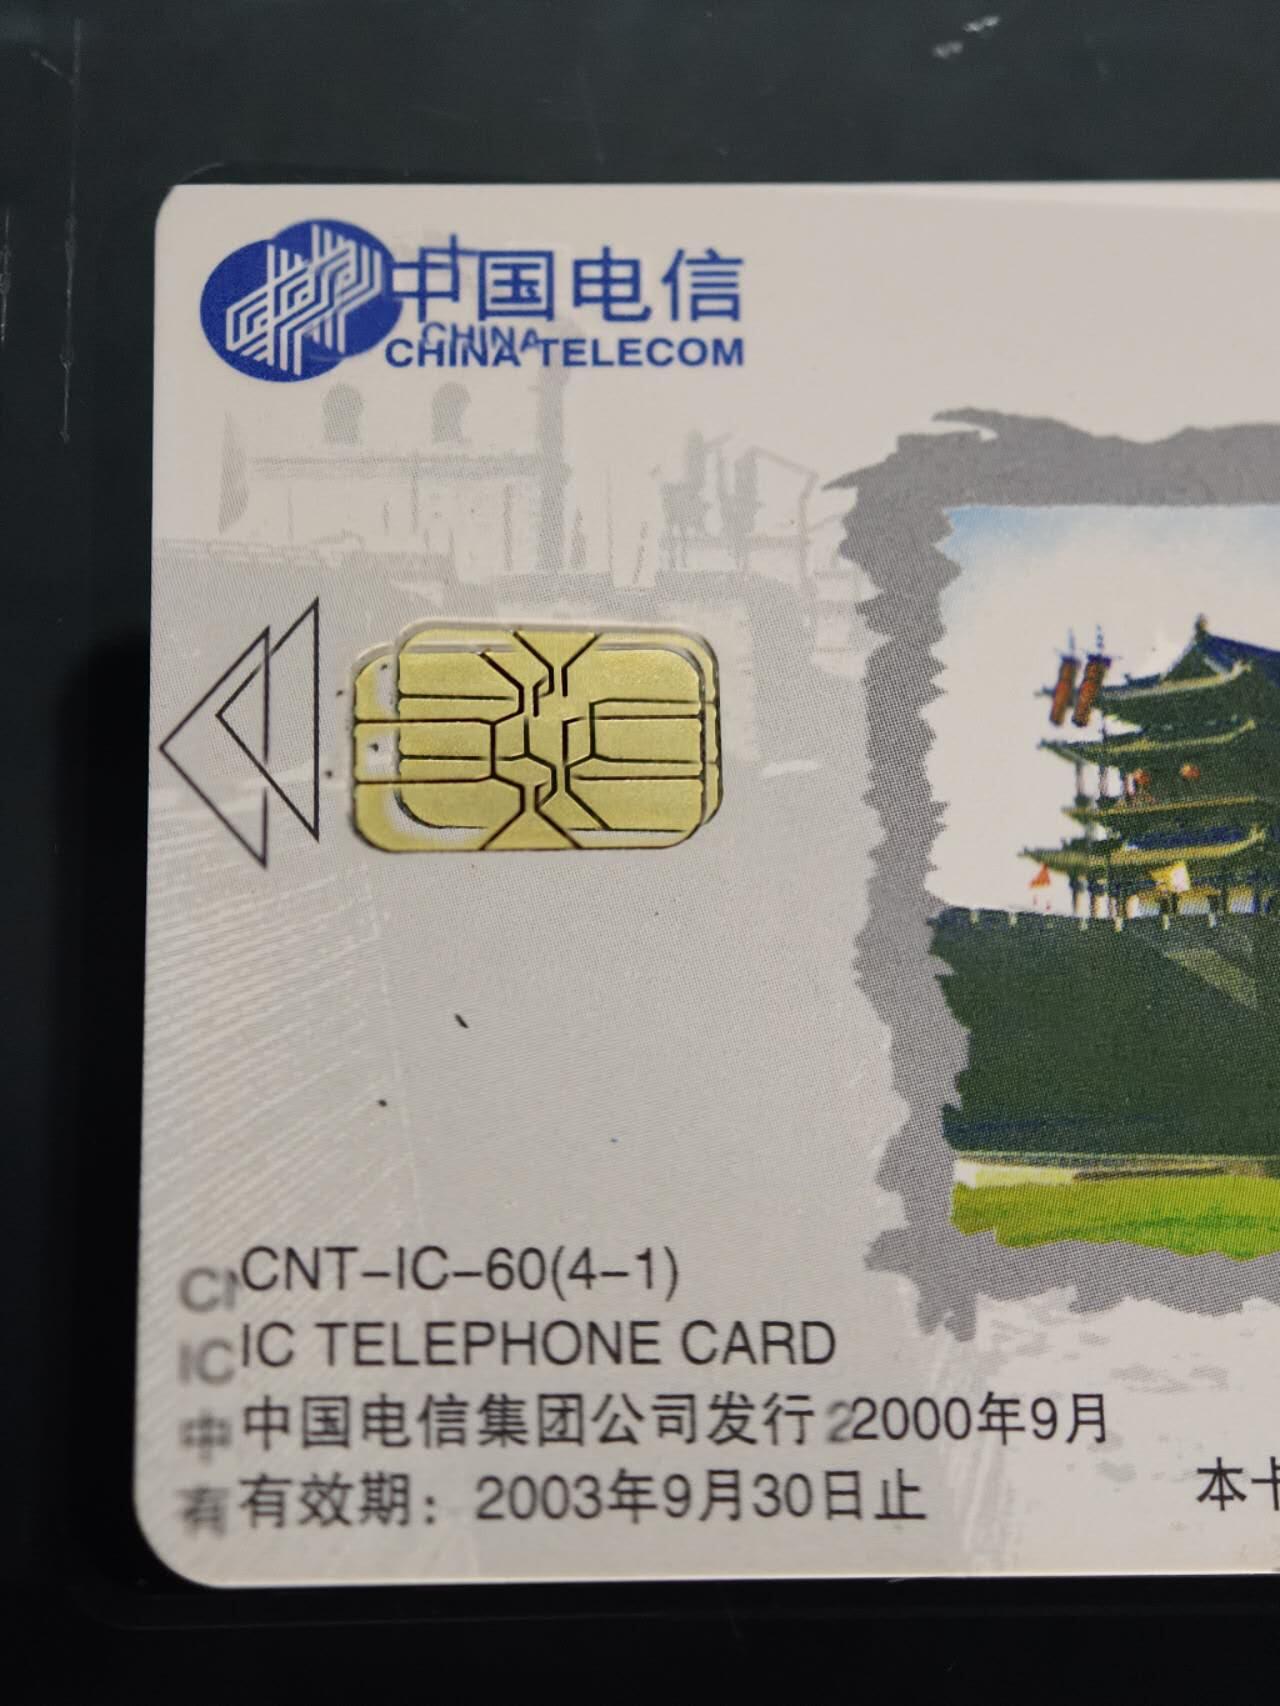 中国电信
CHINA TELECOM
CNT-IC-60(4-1)
IC TELEPHONE CARD
中国电信集团公司发行 2000年9月
有效期：2003年9月30日止
本卡